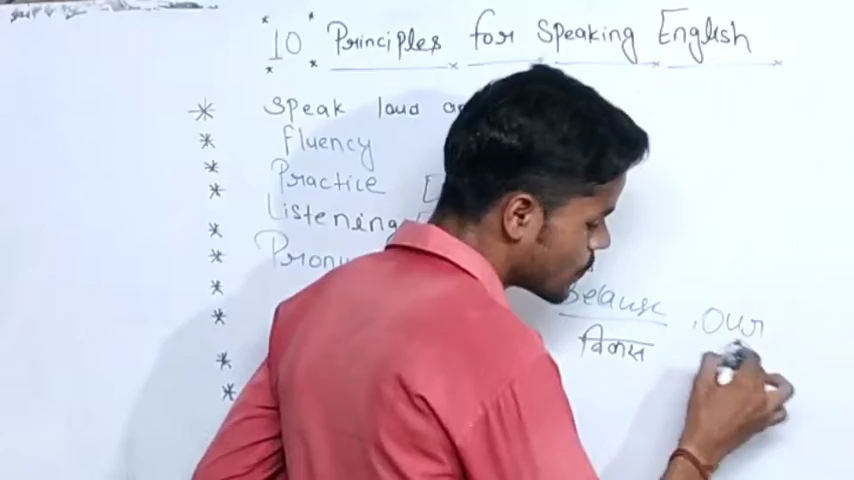 10 Principles for Speaking English
Speak loud
fluency
Practice [
Listening [
Pronu
Because , Our
बिकास